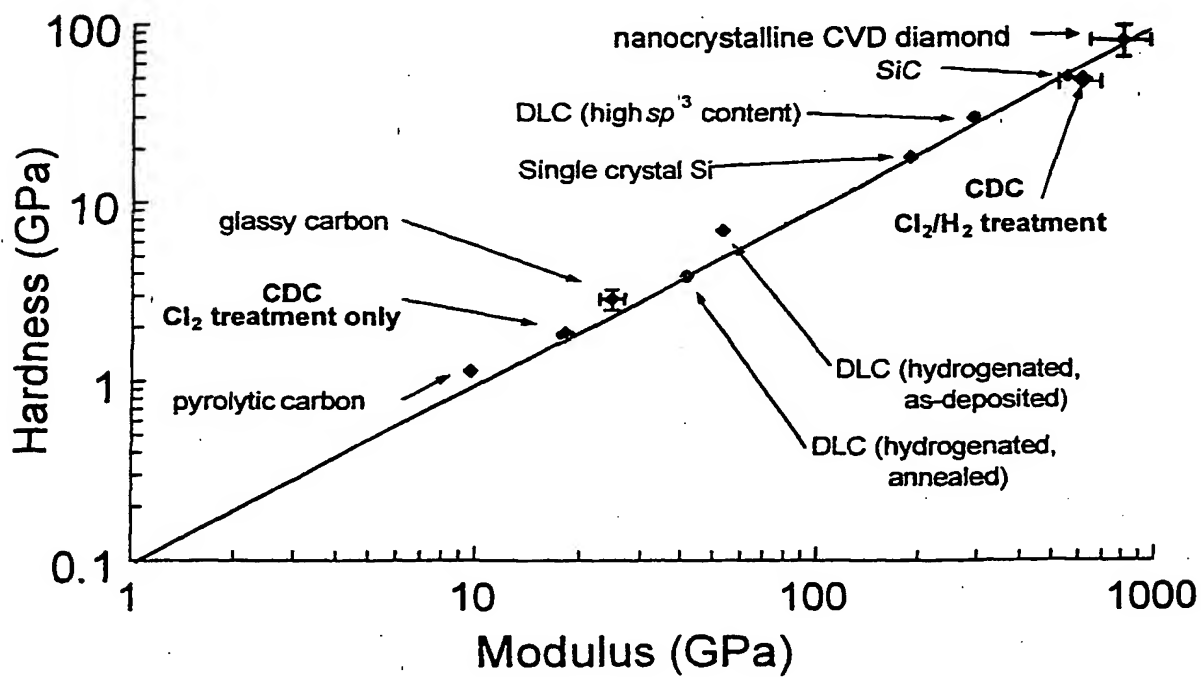 100
nanocrystalline CVD diamond
SiC
DLC (high sp³ content)
Single crystal Si
CDC
Cl₂/H₂ treatment
10
glassy carbon
CDC
Cl₂ treatment only
1
pyrolytic carbon
DLC (hydrogenated,
as-deposited)
DLC (hydrogenated,
annealed)
0.1
Hardness (GPa)
1
10
100
1000
Modulus (GPa)